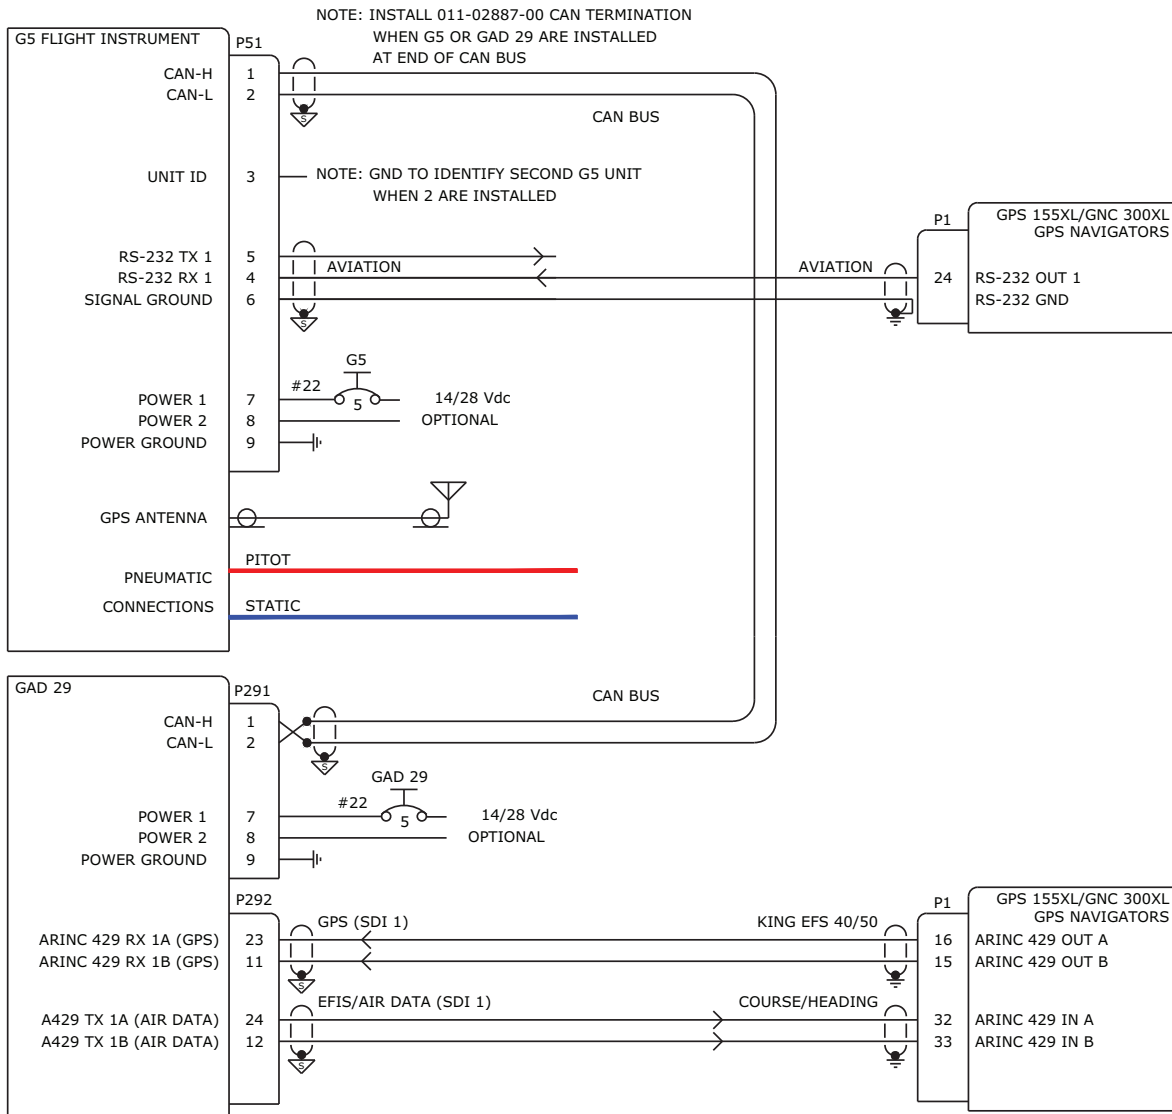 NOTE: INSTALL 011-02887-00 CAN TERMINATION
WHEN G5 OR GAD 29 ARE INSTALLED
AT END OF CAN BUS
G5 FLIGHT INSTRUMENT
P51
CAN-H 1
CAN-L 2
S
CAN BUS
UNIT ID 3
NOTE: GND TO IDENTIFY SECOND G5 UNIT
WHEN 2 ARE INSTALLED
RS-232 TX 1 5
RS-232 RX 1 4
SIGNAL GROUND 6
AVIATION
S
AVIATION
P1
GPS 155XL/GNC 300XL
GPS NAVIGATORS
24 RS-232 OUT 1
RS-232 GND
G5
POWER 1 7 #22 5 14/28 Vdc
POWER 2 8 OPTIONAL
POWER GROUND 9
GPS ANTENNA
PNEUMATIC
CONNECTIONS
PITOT
STATIC
GAD 29
P291
CAN-H 1
CAN-L 2
S
CAN BUS
GAD 29
POWER 1 7 #22 5 14/28 Vdc
POWER 2 8 OPTIONAL
POWER GROUND 9
P292
GPS (SDI 1)
KING EFS 40/50
P1
GPS 155XL/GNC 300XL
GPS NAVIGATORS
ARINC 429 RX 1A (GPS) 23
ARINC 429 RX 1B (GPS) 11
S
16 ARINC 429 OUT A
15 ARINC 429 OUT B
EFIS/AIR DATA (SDI 1)
COURSE/HEADING
A429 TX 1A (AIR DATA) 24
A429 TX 1B (AIR DATA) 12
S
32 ARINC 429 IN A
33 ARINC 429 IN B